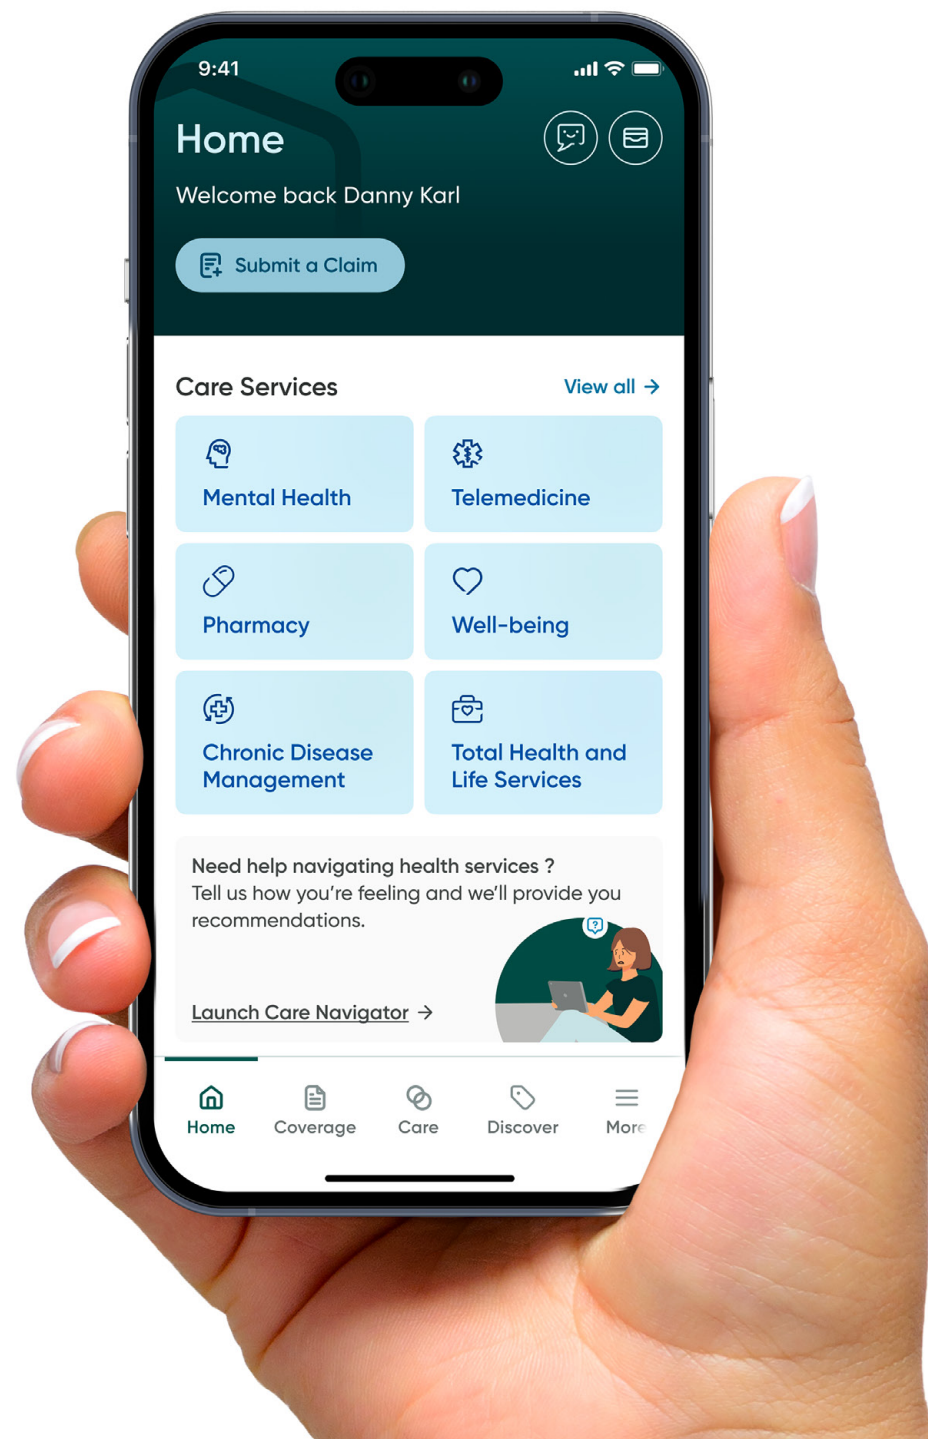 9:41
Home
Welcome back Danny Karl
Submit a Claim
Care Services
View all →
Mental Health
Telemedicine
Pharmacy
Well-being
Chronic Disease
Management
Total Health and
Life Services
Need help navigating health services ?
Tell us how you're feeling and we'll provide you
recommendations.
?
Launch Care Navigator →
Home
Coverage
Care
Discover
More